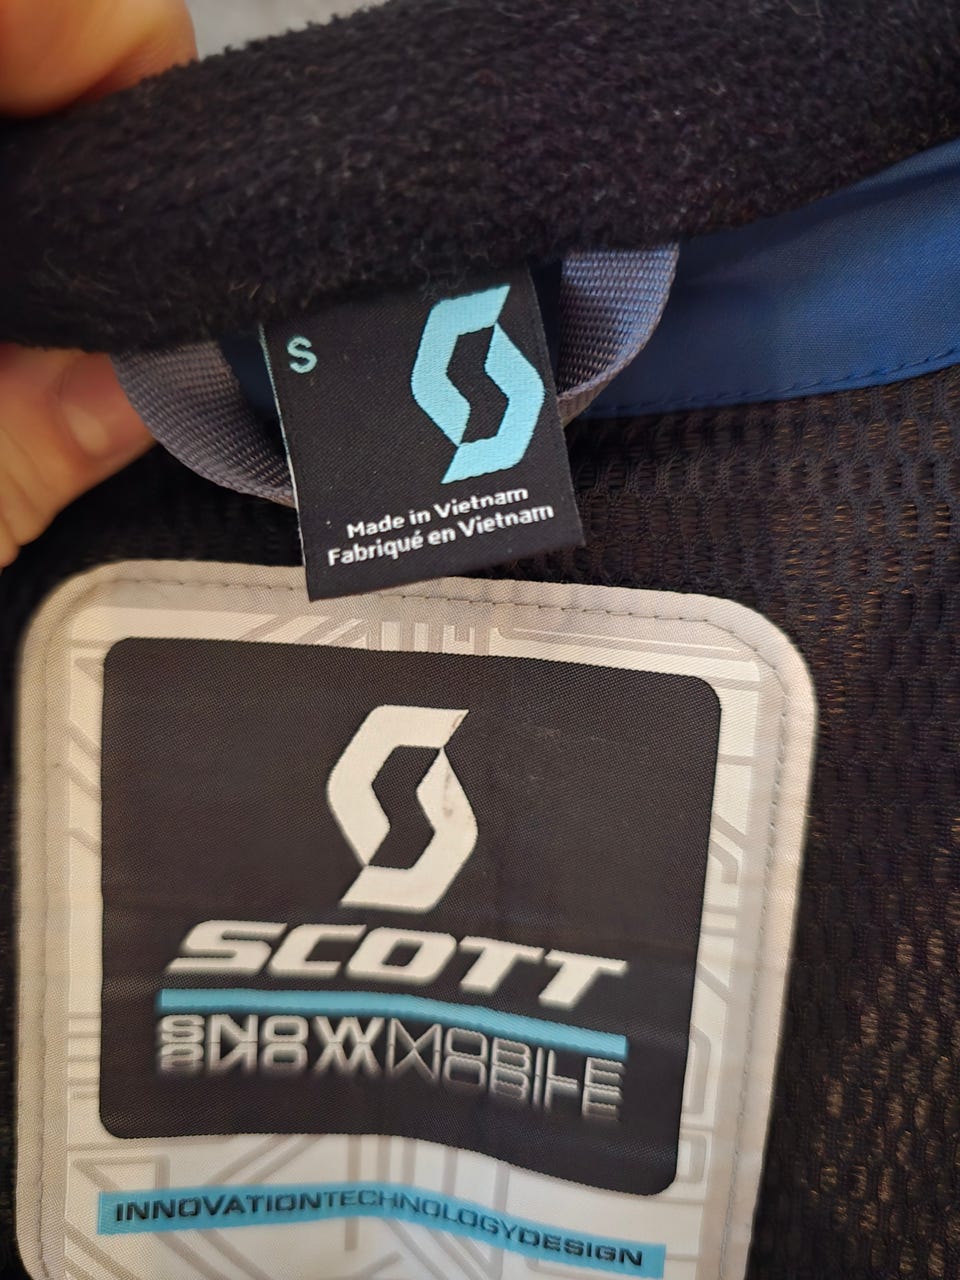 S
Made in Vietnam
Fabriqué en Vietnam
SCOTT
SNOWMOBILE
INNOVATIONTECHNOLOGYDESIGN